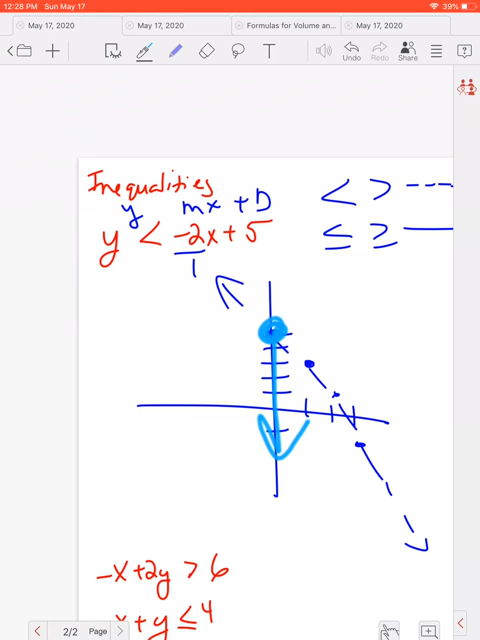 12:28 PM Sun May 17
39%
May 17, 2020
May 17, 2020
Formulas for Volume an...
May 17, 2020
T
Undo
Redo
Share
Inequalities
y mx + b
< > ---
y < -2x + 5
1
≤ ≥ —
-x + 2y > 6
x + y ≤ 4
2/2 Page